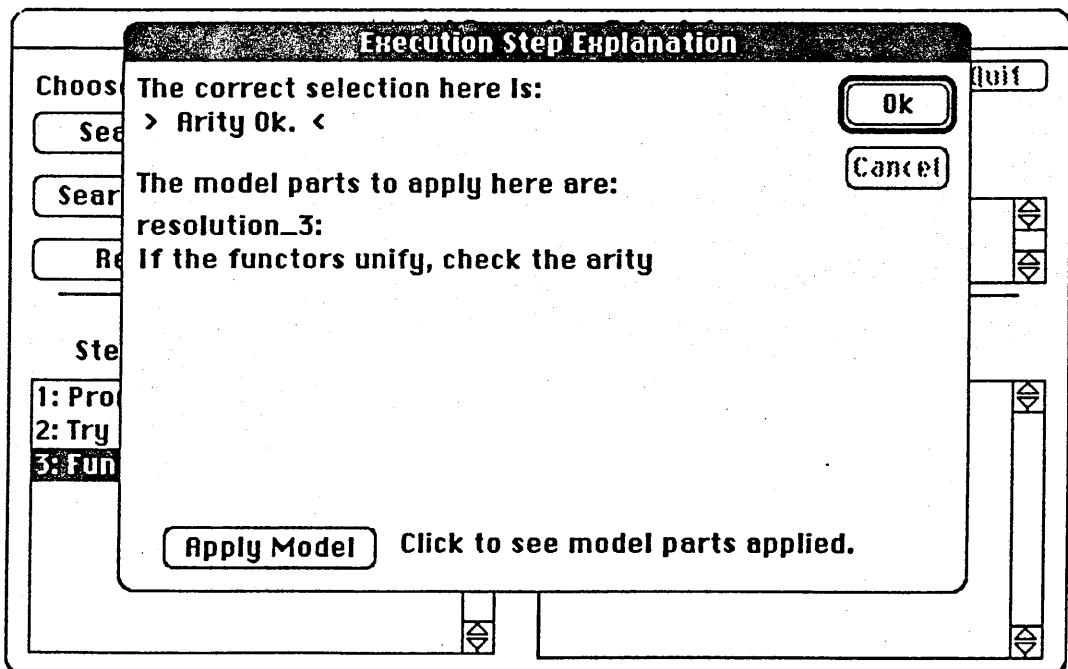 Execution Step Explanation
Quit
Choos
The correct selection here is:
Ok
Sea
> Arity Ok. <
Cancel
The model parts to apply here are:
Sear
resolution_3:
Re
If the functors unify, check the arity
Ste
1: Pro
2: Try
3: Fun
Apply Model
Click to see model parts applied.